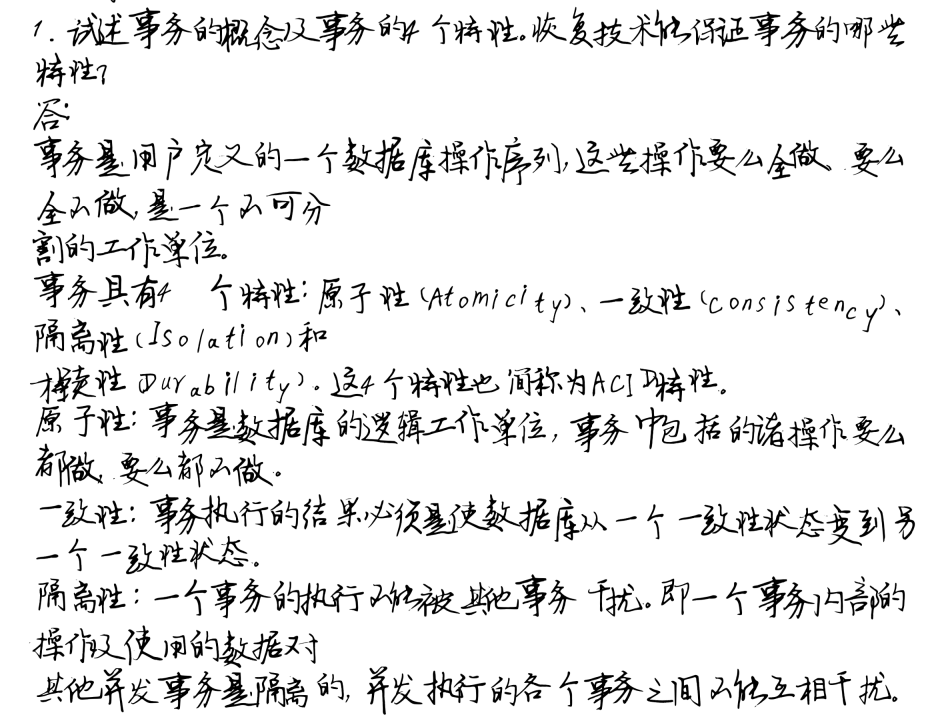 1. 试述事务的概念及事务的4个特性。恢复技术能保证事务的哪些
特性?
答:
事务是用户定义的一个数据库操作序列,这些操作要么全做、要么
全不做,是一个不可分
割的工作单位。
事务具有4 个特性:原子性(Atomicity)、一致性(consistency)、
隔离性(Isolation)和
持续性(Durability)。这4个特性也简称为ACID特性。
原子性:事务是数据库的逻辑工作单位,事务中包括的诸操作要么
都做,要么都不做。
一致性:事务执行的结果必须是使数据库从一个一致性状态变到另
一个一致性状态。
隔离性:一个事务的执行不能被其他事务干扰。即一个事务内部的
操作及使用的数据对
其他并发事务是隔离的,并发执行的各个事务之间不能互相干扰。